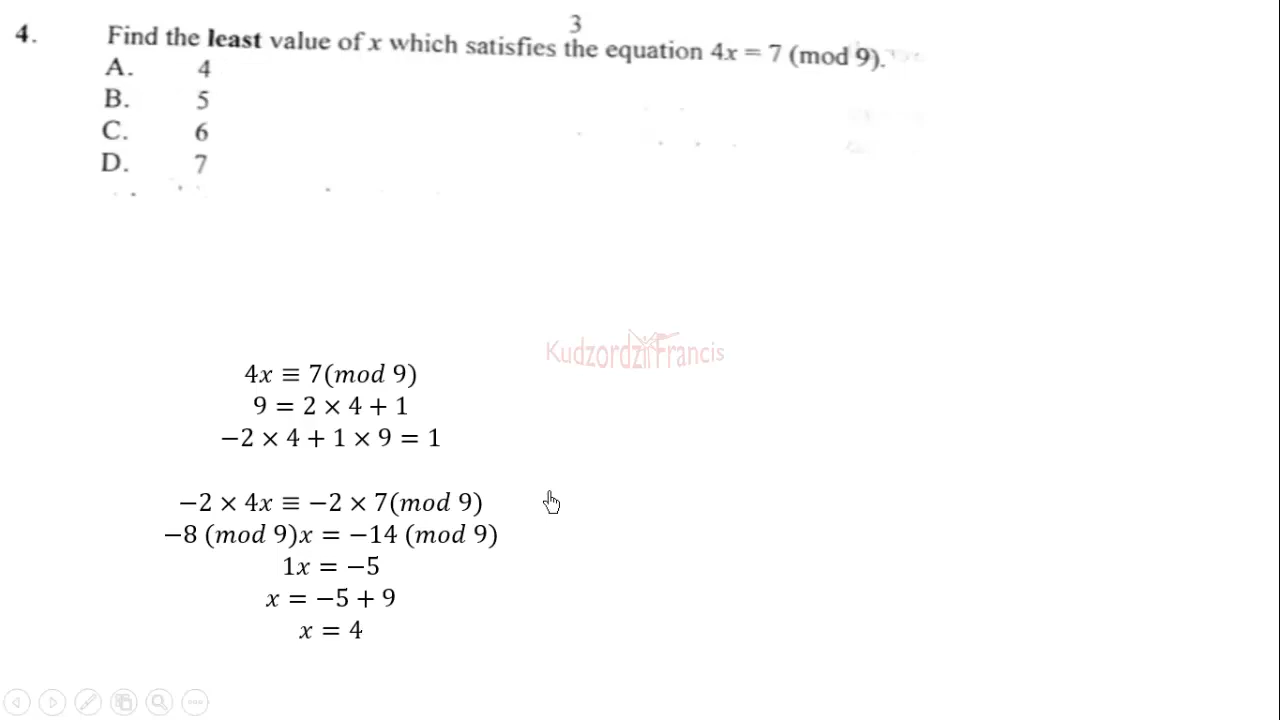 3
4. Find the least value of x which satisfies the equation 4x = 7 (mod 9).
A. 4
B. 5
C. 6
D. 7
Kudzordzi Francis
4x ≡ 7(mod 9)
9 = 2 × 4 + 1
−2 × 4 + 1 × 9 = 1
−2 × 4x ≡ −2 × 7(mod 9)
−8 (mod 9)x = −14 (mod 9)
1x = −5
x = −5 + 9
x = 4